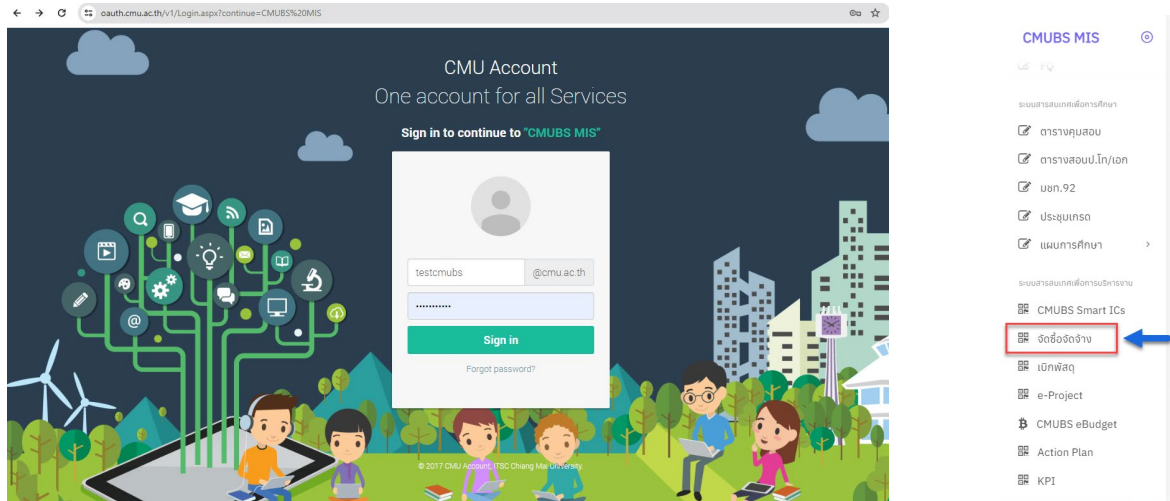 oauth.cmu.ac.th/v1/Login.aspx?continue=CMUBS%20MIS
CMU Account
One account for all Services
Sign in to continue to "CMUBS MIS"
testcmubs @cmu.ac.th
Sign in
Forgot password?
© 2017 CMU Account, ITSC Chiang Mai University.
CMUBS MIS
FQ
ระบบสารสนเทศเพื่อการศึกษา
ตารางคุมสอบ
ตารางสอนป.โท/เอก
มชท.92
ประชุมเกรด
แผนการศึกษา
ระบบสารสนเทศเพื่อการบริหารงาน
CMUBS Smart ICs
จัดซื้อจัดจ้าง
เบิกพัสดุ
e-Project
CMUBS eBudget
Action Plan
KPI